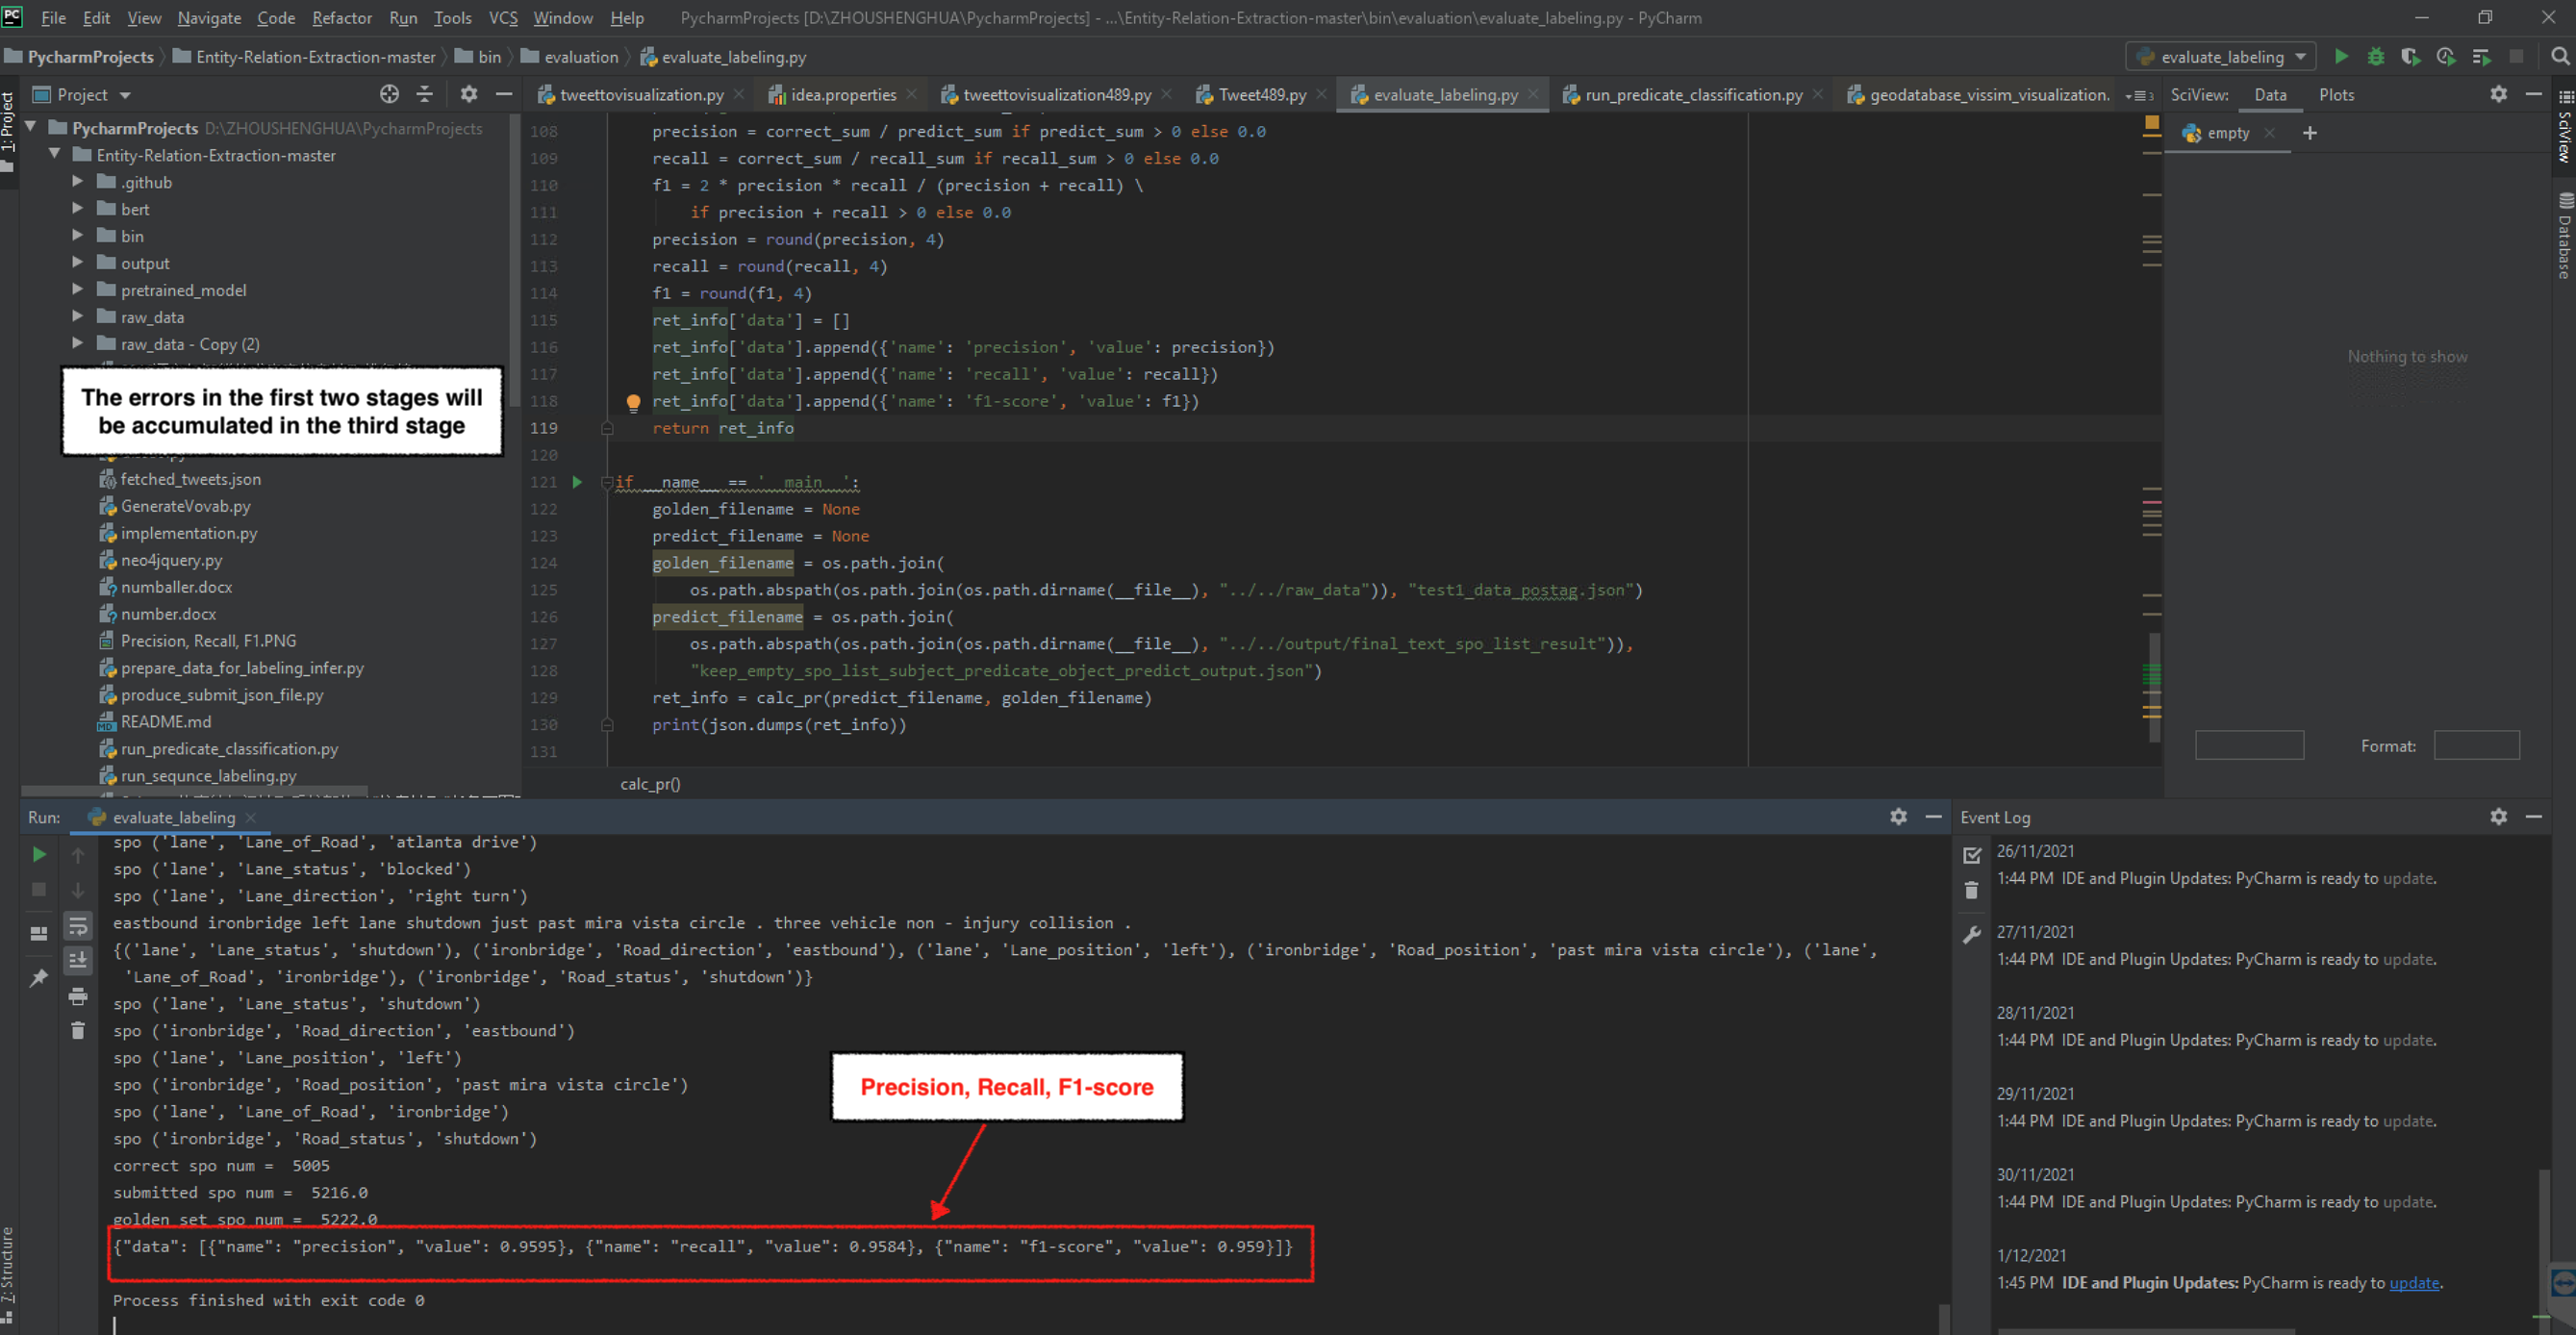 PC File Edit View Navigate Code Refactor Run Tools VCS Window Help PycharmProjects [D:\ZHOUSHENGHUA\PycharmProjects] - ...\Entity-Relation-Extraction-master\bin\evaluation\evaluate_labeling.py - PyCharm
PycharmProjects Entity-Relation-Extraction-master bin evaluation evaluate_labeling.py evaluate_labeling
1: Project
Project
tweettovisualization.py idea.properties tweettovisualization489.py Tweet489.py evaluate_labeling.py run_predicate_classification.py geodatabase_vissim_visualization.
SciView: Data Plots
PycharmProjects D:\ZHOUSHENGHUA\PycharmProjects
Entity-Relation-Extraction-master
.github
bert
bin
output
pretrained_model
raw_data
raw_data - Copy (2)
The errors in the first two stages will
be accumulated in the third stage
fetched_tweets.json
GenerateVovab.py
implementation.py
neo4jquery.py
numballer.docx
number.docx
Precision, Recall, F1.PNG
prepare_data_for_labeling_infer.py
produce_submit_json_file.py
README.md
run_predicate_classification.py
run_sequnce_labeling.py
108 precision = correct_sum / predict_sum if predict_sum > 0 else 0.0
109 recall = correct_sum / recall_sum if recall_sum > 0 else 0.0
110 f1 = 2 * precision * recall / (precision + recall) \
111 if precision + recall > 0 else 0.0
112 precision = round(precision, 4)
113 recall = round(recall, 4)
114 f1 = round(f1, 4)
115 ret_info['data'] = []
116 ret_info['data'].append({'name': 'precision', 'value': precision})
117 ret_info['data'].append({'name': 'recall', 'value': recall})
118 ret_info['data'].append({'name': 'f1-score', 'value': f1})
119 return ret_info
120
121 if __name__ == '__main__':
122 golden_filename = None
123 predict_filename = None
124 golden_filename = os.path.join(
125 os.path.abspath(os.path.join(os.path.dirname(__file__), "../../raw_data")), "test1_data_postag.json")
126 predict_filename = os.path.join(
127 os.path.abspath(os.path.join(os.path.dirname(__file__), "../../output/final_text_spo_list_result")),
128 "keep_empty_spo_list_subject_predicate_object_predict_output.json")
129 ret_info = calc_pr(predict_filename, golden_filename)
130 print(json.dumps(ret_info))
131
calc_pr()
empty
Nothing to show
Format:
SciView
Database
Run: evaluate_labeling
spo ('lane', 'Lane_of_Road', 'atlanta drive')
spo ('lane', 'Lane_status', 'blocked')
spo ('lane', 'Lane_direction', 'right turn')
eastbound ironbridge left lane shutdown just past mira vista circle . three vehicle non - injury collision .
{('lane', 'Lane_status', 'shutdown'), ('ironbridge', 'Road_direction', 'eastbound'), ('lane', 'Lane_position', 'left'), ('ironbridge', 'Road_position', 'past mira vista circle'), ('lane',
'Lane_of_Road', 'ironbridge'), ('ironbridge', 'Road_status', 'shutdown')}
spo ('lane', 'Lane_status', 'shutdown')
spo ('ironbridge', 'Road_direction', 'eastbound')
spo ('lane', 'Lane_position', 'left')
spo ('ironbridge', 'Road_position', 'past mira vista circle')
spo ('lane', 'Lane_of_Road', 'ironbridge')
spo ('ironbridge', 'Road_status', 'shutdown')
correct spo num = 5005
submitted spo num = 5216.0
golden set spo num = 5222.0
{"data": [{"name": "precision", "value": 0.9595}, {"name": "recall", "value": 0.9584}, {"name": "f1-score", "value": 0.959}]}
Process finished with exit code 0
Precision, Recall, F1-score
7: Structure
Event Log
26/11/2021
1:44 PM IDE and Plugin Updates: PyCharm is ready to update.
27/11/2021
1:44 PM IDE and Plugin Updates: PyCharm is ready to update.
28/11/2021
1:44 PM IDE and Plugin Updates: PyCharm is ready to update.
29/11/2021
1:44 PM IDE and Plugin Updates: PyCharm is ready to update.
30/11/2021
1:44 PM IDE and Plugin Updates: PyCharm is ready to update.
1/12/2021
1:45 PM IDE and Plugin Updates: PyCharm is ready to update.